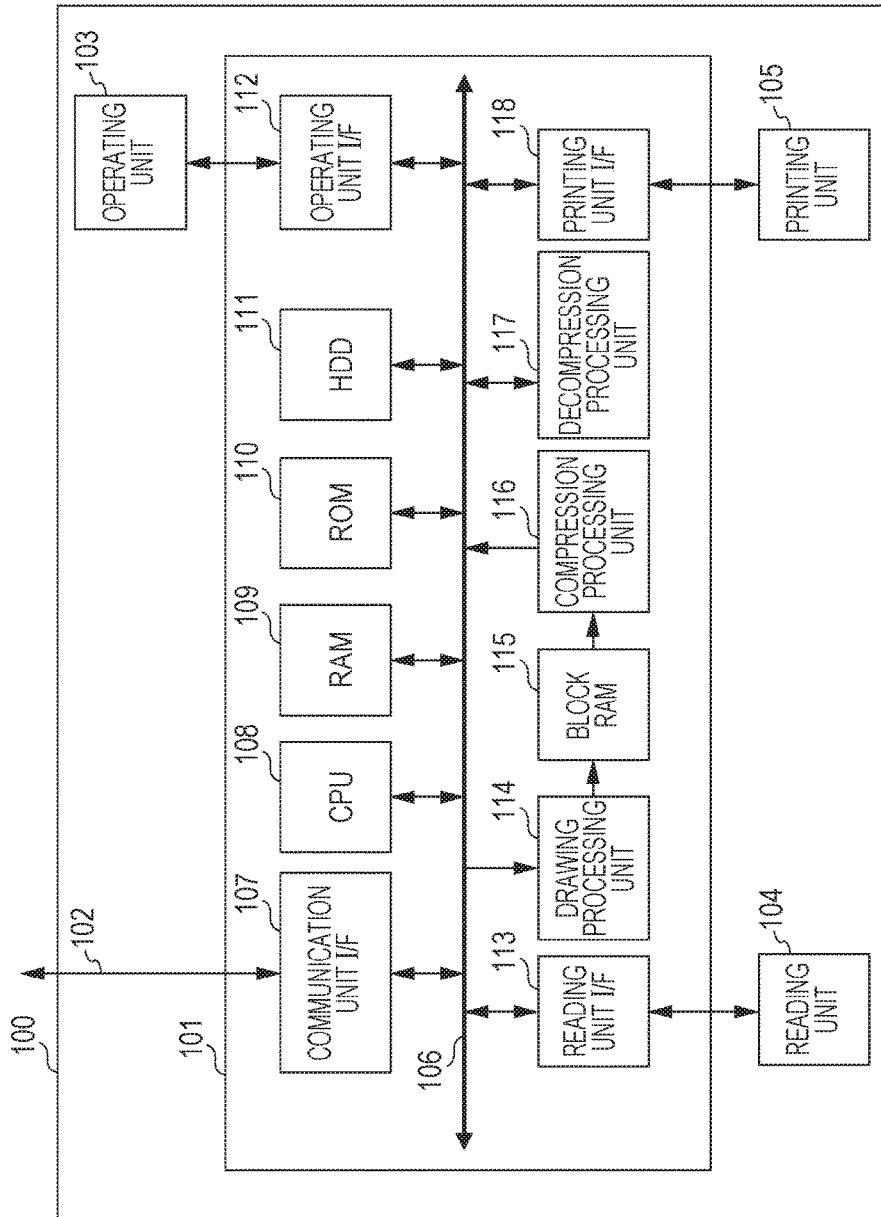 100
102
101
103
107
COMMUNICATION
UNIT I/F
108
CPU
109
RAM
110
ROM
111
HDD
112
OPERATING
UNIT I/F
OPERATING
UNIT
106
113
READING
UNIT I/F
114
DRAWING
PROCESSING
UNIT
115
BLOCK
RAM
116
COMPRESSION
PROCESSING
UNIT
117
DECOMPRESSION
PROCESSING
UNIT
118
PRINTING
UNIT I/F
104
READING
UNIT
105
PRINTING
UNIT